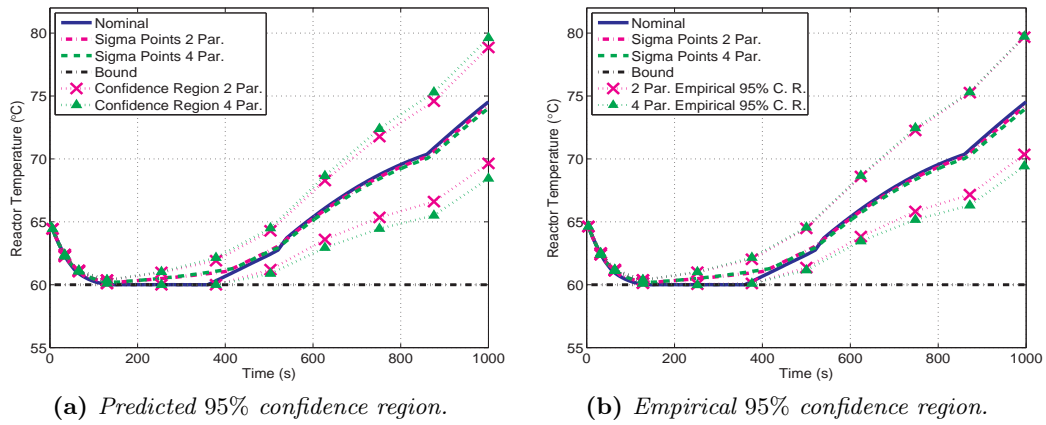 Nominal
Sigma Points 2 Par.
Sigma Points 4 Par.
Bound
Confidence Region 2 Par.
Confidence Region 4 Par.
80
75
70
65
60
55
Reactor Temperature (°C)
0 200 400 600 800 1000
Time (s)
(a) Predicted 95% confidence region.
Nominal
Sigma Points 2 Par.
Sigma Points 4 Par.
Bound
2 Par. Empirical 95% C. R.
4 Par. Empirical 95% C. R.
80
75
70
65
60
55
Reactor Temperature (°C)
0 200 400 600 800 1000
Time (s)
(b) Empirical 95% confidence region.